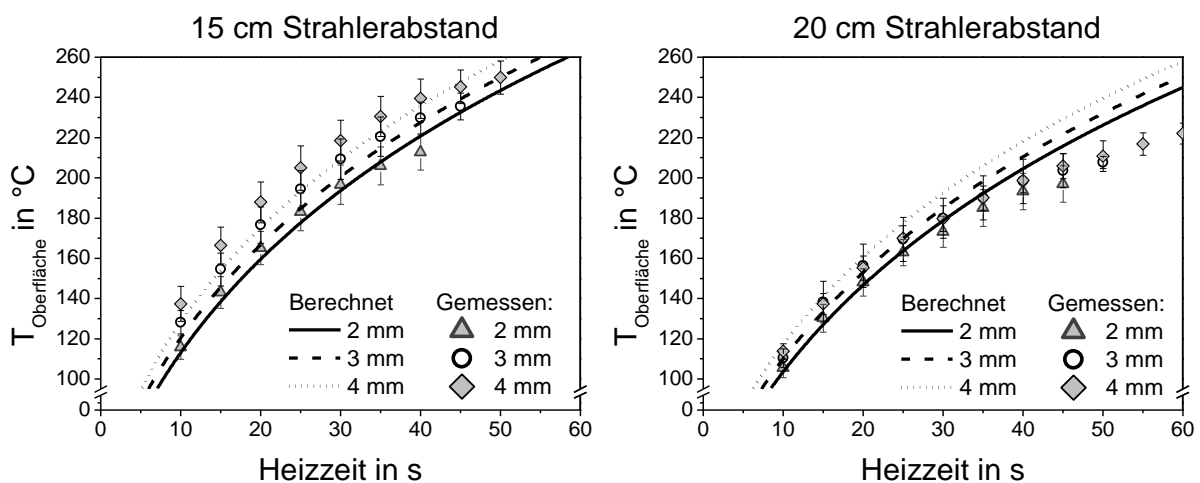 15 cm Strahlerabstand
260
240
220
200
180
160
140
120
100
0
T Oberfläche in °C
Berechnet
2 mm
3 mm
4 mm
Gemessen:
2 mm
3 mm
4 mm
0 10 20 30 40 50 60
Heizzeit in s
20 cm Strahlerabstand
260
240
220
200
180
160
140
120
100
0
T Oberfläche in °C
Berechnet
2 mm
3 mm
4 mm
Gemessen:
2 mm
3 mm
4 mm
0 10 20 30 40 50 60
Heizzeit in s